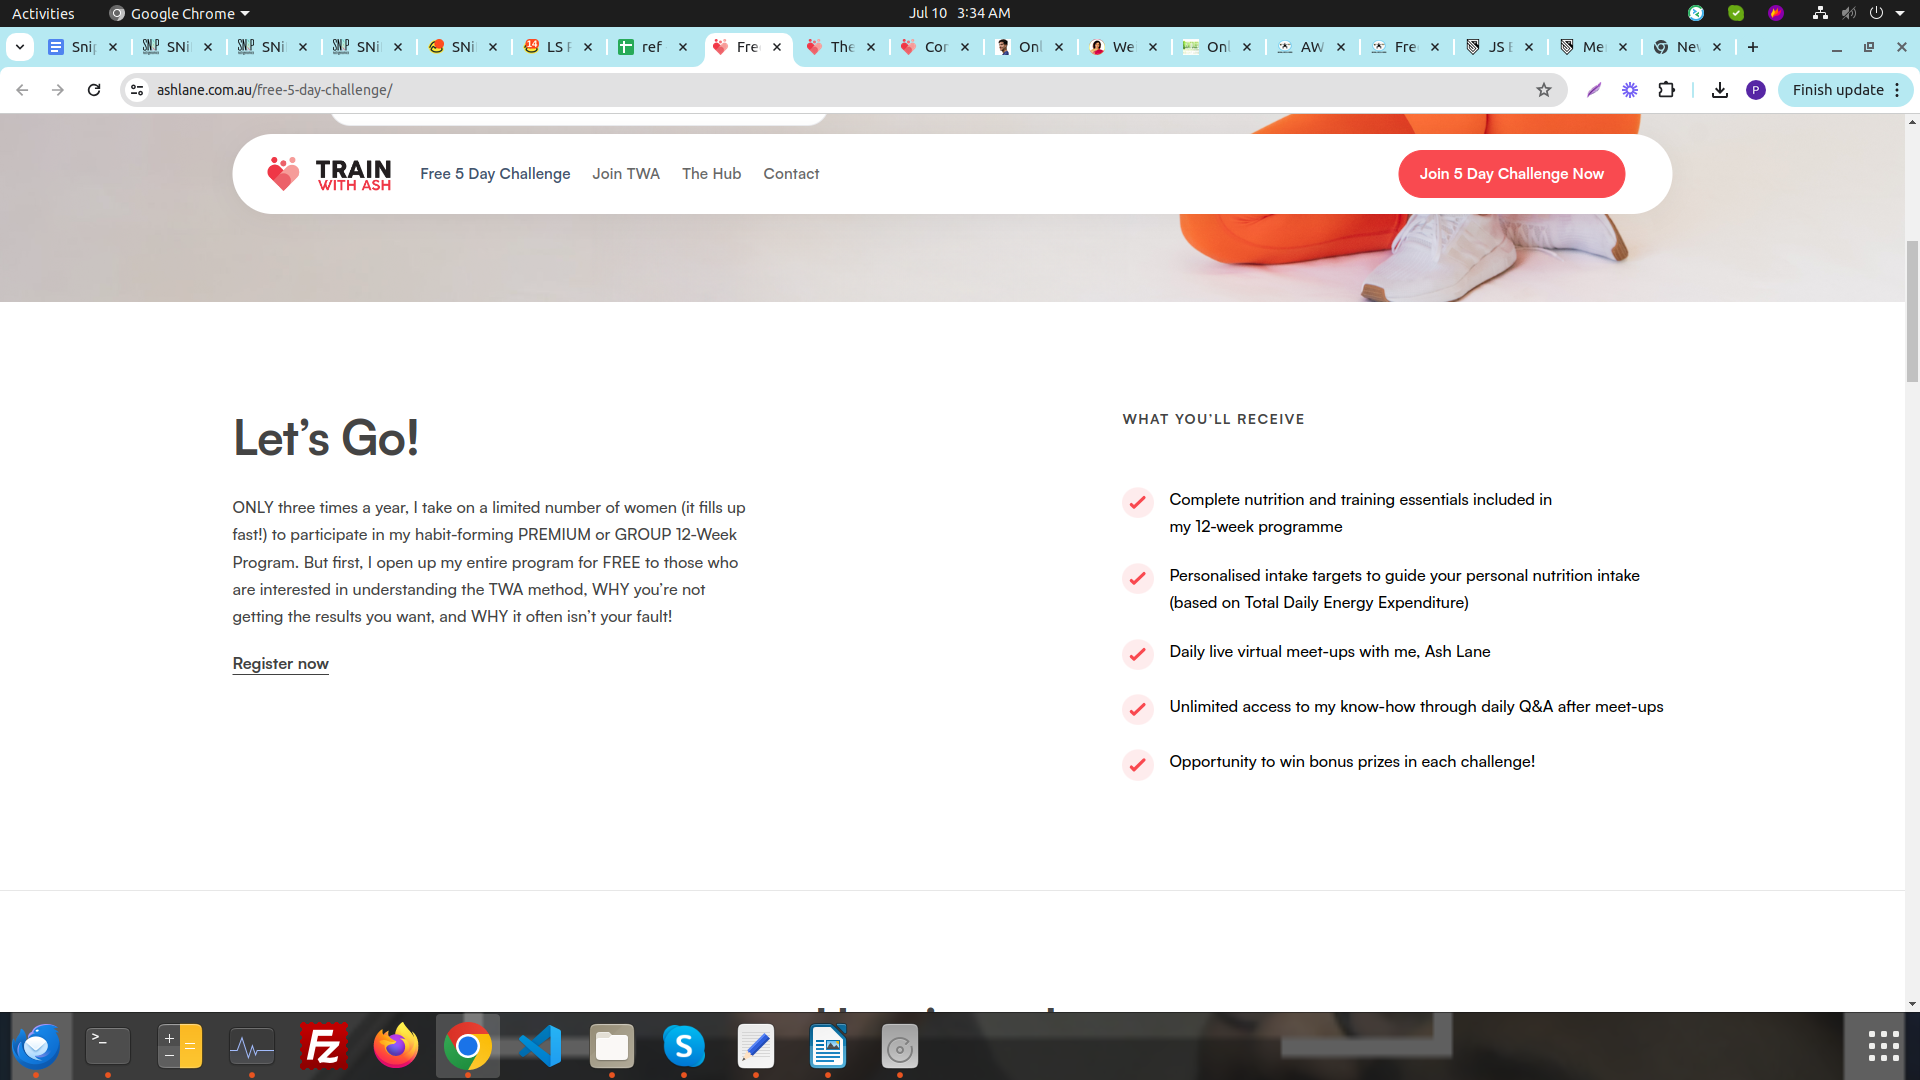 Activities
Google Chrome
Jul 10 3:34 AM
Snip
SNi
SNi
SNi
SNi
LS F
ref
Fre
The
Cor
Onl
Wei
Onl
AW
Fre
JS E
Me
Nev
ashlane.com.au/free-5-day-challenge/
P
Finish update
TRAIN
WITH ASH
Free 5 Day Challenge
Join TWA
The Hub
Contact
Join 5 Day Challenge Now
Let’s Go!
ONLY three times a year, I take on a limited number of women (it fills up
fast!) to participate in my habit-forming PREMIUM or GROUP 12-Week
Program. But first, I open up my entire program for FREE to those who
are interested in understanding the TWA method, WHY you’re not
getting the results you want, and WHY it often isn’t your fault!
Register now
WHAT YOU’LL RECEIVE
Complete nutrition and training essentials included in
my 12-week programme
Personalised intake targets to guide your personal nutrition intake
(based on Total Daily Energy Expenditure)
Daily live virtual meet-ups with me, Ash Lane
Unlimited access to my know-how through daily Q&A after meet-ups
Opportunity to win bonus prizes in each challenge!